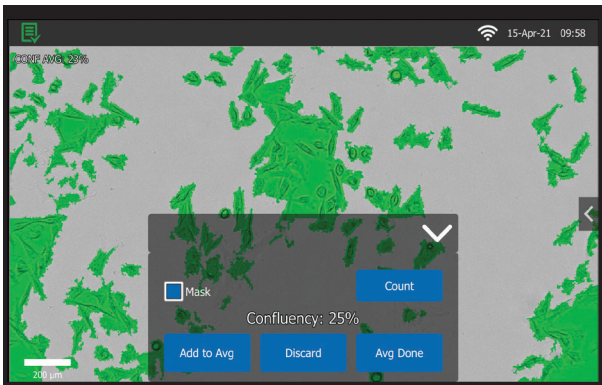 15-Apr-21 09:58
CONF AVG: 23%
Mask
Count
Confluency: 25%
Add to Avg
Discard
Avg Done
200 µm